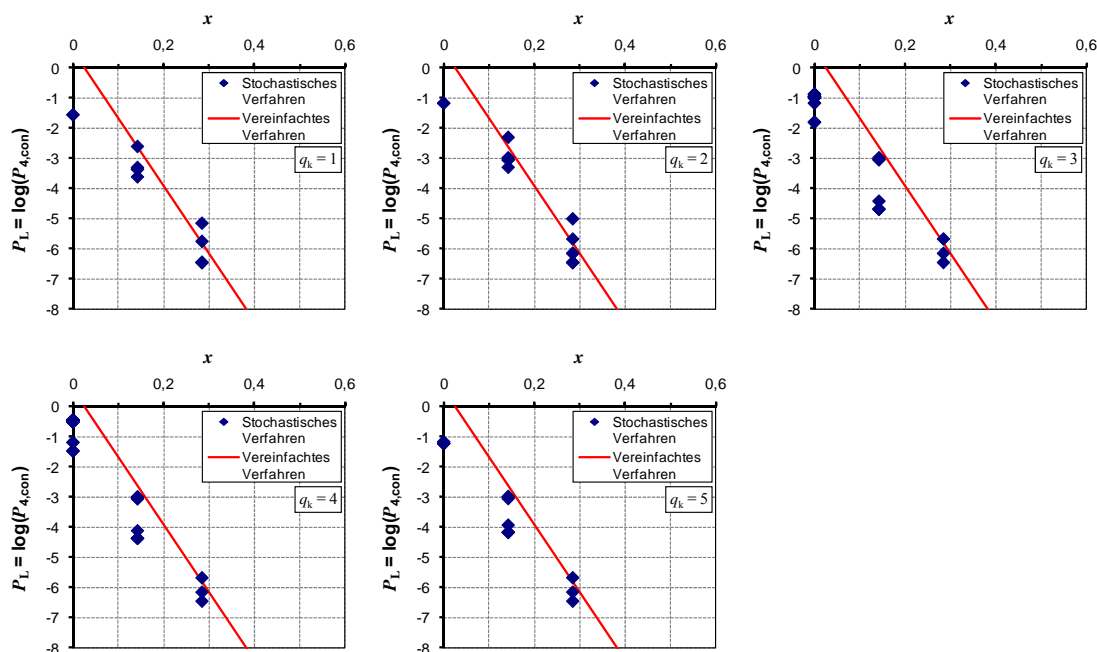 x
0 0,2 0,4 0,6
0
-1
-2
-3
-4
-5
-6
-7
-8
P_L = log(P_4,con)
Stochastisches
Verfahren
Vereinfachtes
Verfahren
q_k = 1
x
0 0,2 0,4 0,6
0
-1
-2
-3
-4
-5
-6
-7
-8
P_L = log(P_4,con)
Stochastisches
Verfahren
Vereinfachtes
Verfahren
q_k = 2
x
0 0,2 0,4 0,6
0
-1
-2
-3
-4
-5
-6
-7
-8
P_L = log(P_4,con)
Stochastisches
Verfahren
Vereinfachtes
Verfahren
q_k = 3
x
0 0,2 0,4 0,6
0
-1
-2
-3
-4
-5
-6
-7
-8
P_L = log(P_4,con)
Stochastisches
Verfahren
Vereinfachtes
Verfahren
q_k = 4
x
0 0,2 0,4 0,6
0
-1
-2
-3
-4
-5
-6
-7
-8
P_L = log(P_4,con)
Stochastisches
Verfahren
Vereinfachtes
Verfahren
q_k = 5